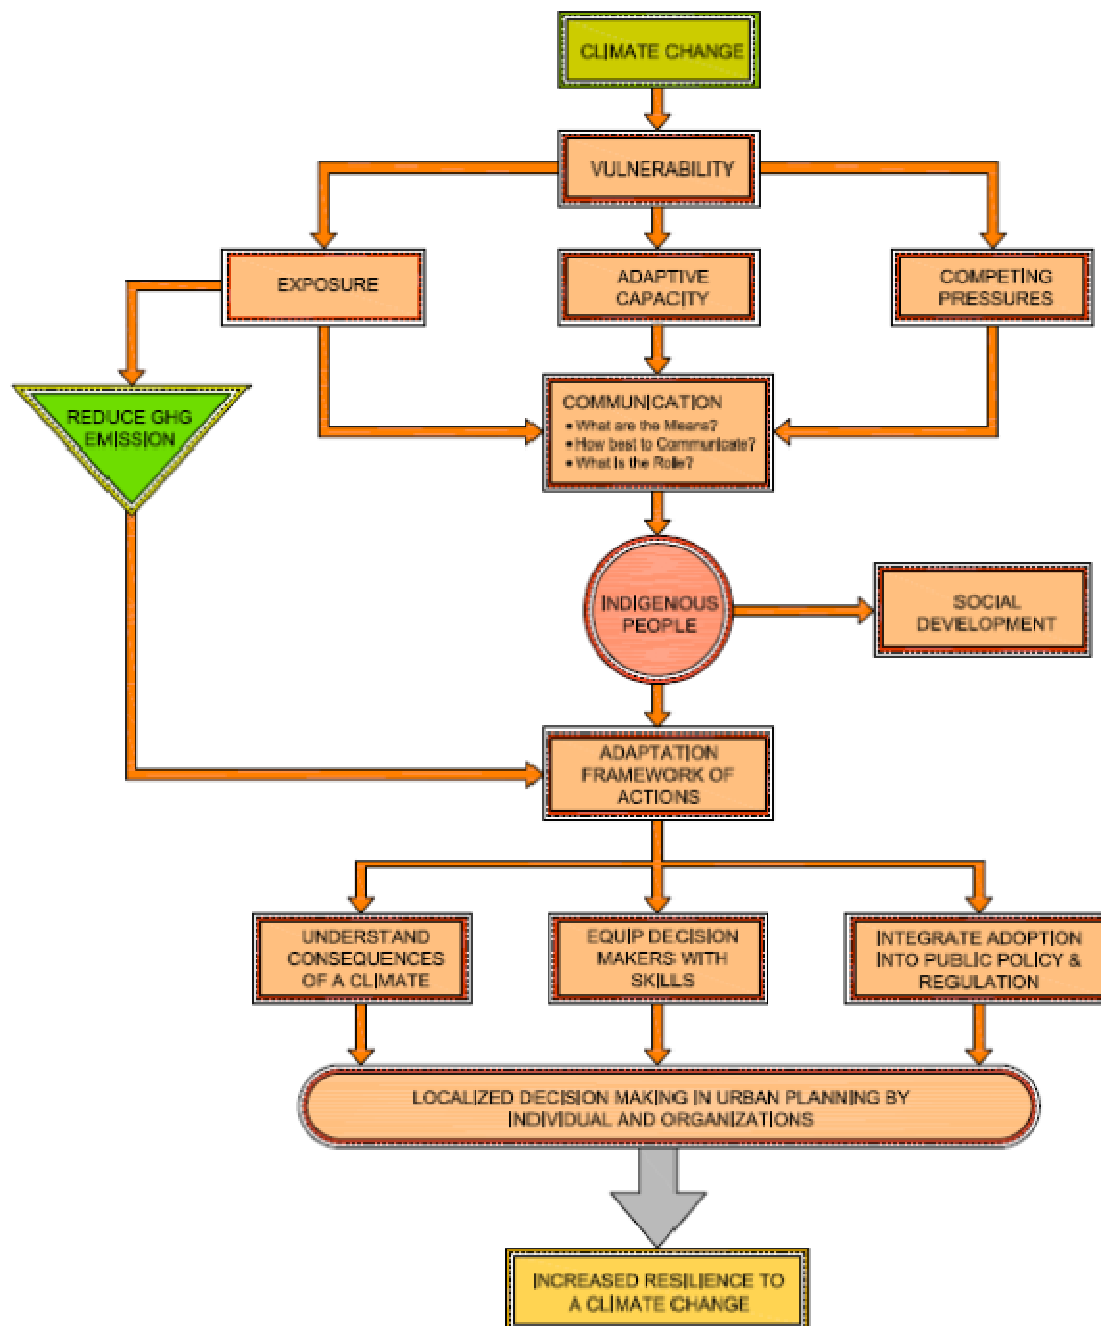 CLIMATE CHANGE
VULNERABILITY
EXPOSURE
ADAPTIVE
CAPACITY
COMPETING
PRESSURES
REDUCE GHG
EMISSION
COMMUNICATION
• What are the Means?
• How best to Communicate?
• What is the Role?
INDIGENOUS
PEOPLE
SOCIAL
DEVELOPMENT
ADAPTATION
FRAMEWORK OF
ACTIONS
UNDERSTAND
CONSEQUENCES
OF A CLIMATE
EQUIP DECISION
MAKERS WITH
SKILLS
INTEGRATE ADOPTION
INTO PUBLIC POLICY &
REGULATION
LOCALIZED DECISION MAKING IN URBAN PLANNING BY
INDIVIDUAL AND ORGANIZATIONS
INCREASED RESILIENCE TO
A CLIMATE CHANGE